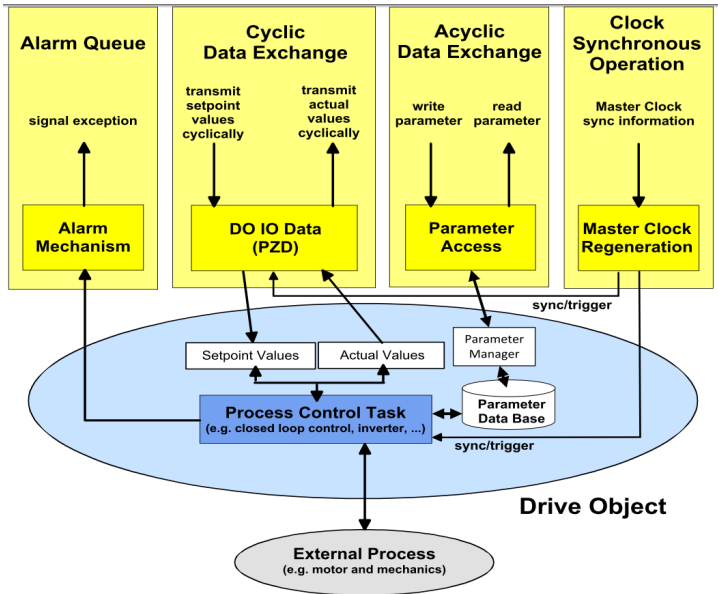 Alarm Queue
signal exception
Alarm
Mechanism
Cyclic
Data Exchange
transmit
setpoint
values
cyclically
transmit
actual
values
cyclically
DO IO Data
(PZD)
Acyclic
Data Exchange
write
parameter
read
parameter
Parameter
Access
Clock
Synchronous
Operation
Master Clock
sync information
Master Clock
Regeneration
sync/trigger
Setpoint Values
Actual Values
Parameter
Manager
Process Control Task
(e.g. closed loop control, inverter, ...)
Parameter
Data Base
sync/trigger
Drive Object
External Process
(e.g. motor and mechanics)